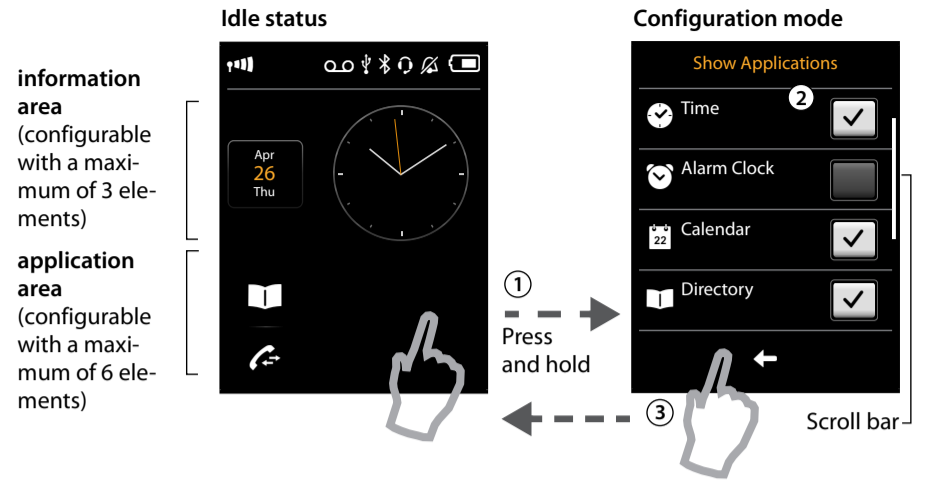 Idle status
Configuration mode
information
area
(configurable
with a maxi-
mum of 3 ele-
ments)
application
area
(configurable
with a maxi-
mum of 6 ele-
ments)
Apr
26
Thu
1
Press
and hold
3
Show Applications
2
Time
Alarm Clock
22
Calendar
Directory
Scroll bar